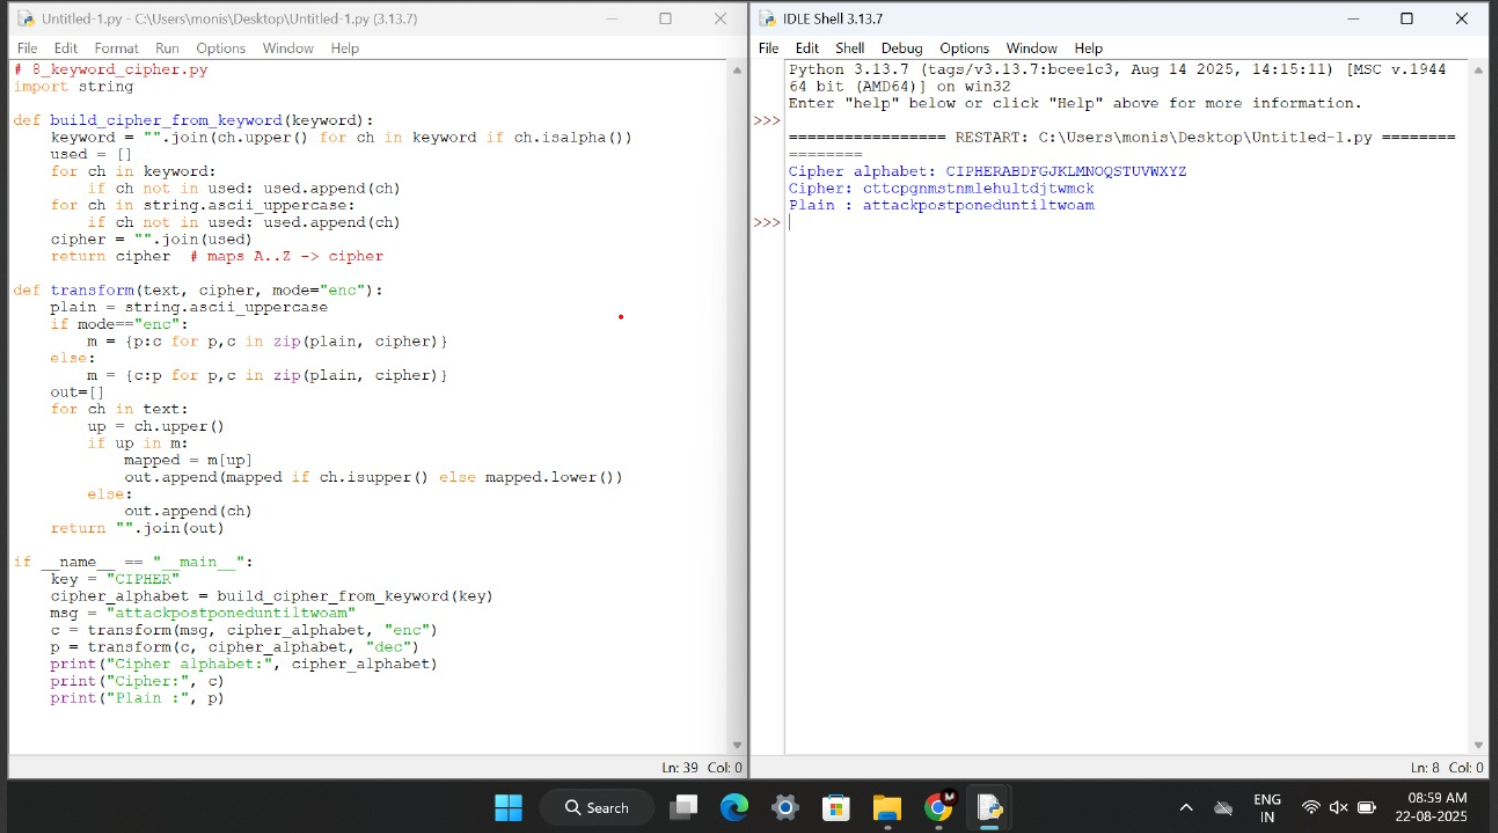 Untitled-1.py - C:\Users\monis\Desktop\Untitled-1.py (3.13.7)
File Edit Format Run Options Window Help
# 8_keyword_cipher.py
import string

def build_cipher_from_keyword(keyword):
    keyword = "".join(ch.upper() for ch in keyword if ch.isalpha())
    used = []
    for ch in keyword:
        if ch not in used: used.append(ch)
    for ch in string.ascii_uppercase:
        if ch not in used: used.append(ch)
    cipher = "".join(used)
    return cipher  # maps A..Z -> cipher

def transform(text, cipher, mode="enc"):
    plain = string.ascii_uppercase
    if mode=="enc":
        m = {p:c for p,c in zip(plain, cipher)}
    else:
        m = {c:p for p,c in zip(plain, cipher)}
    out=[]
    for ch in text:
        up = ch.upper()
        if up in m:
            mapped = m[up]
            out.append(mapped if ch.isupper() else mapped.lower())
        else:
            out.append(ch)
    return "".join(out)

if __name__ == "__main__":
    key = "CIPHER"
    cipher_alphabet = build_cipher_from_keyword(key)
    msg = "attackpostponeduntiltwoam"
    c = transform(msg, cipher_alphabet, "enc")
    p = transform(c, cipher_alphabet, "dec")
    print("Cipher alphabet:", cipher_alphabet)
    print("Cipher:", c)
    print("Plain :", p)
Ln: 39 Col: 0
IDLE Shell 3.13.7
File Edit Shell Debug Options Window Help
Python 3.13.7 (tags/v3.13.7:bcee1c3, Aug 14 2025, 14:15:11) [MSC v.1944
64 bit (AMD64)] on win32
Enter "help" below or click "Help" above for more information.
>>>
================= RESTART: C:\Users\monis\Desktop\Untitled-1.py ========
========
Cipher alphabet: CIPHERABDFGJKLMNOQSTUVWXYZ
Cipher: cttcpgnmstnmlehultdjtwmck
Plain : attackpostponeduntiltwoam
>>>
Ln: 8 Col: 0
Search
M
ENG
IN
08:59 AM
22-08-2025